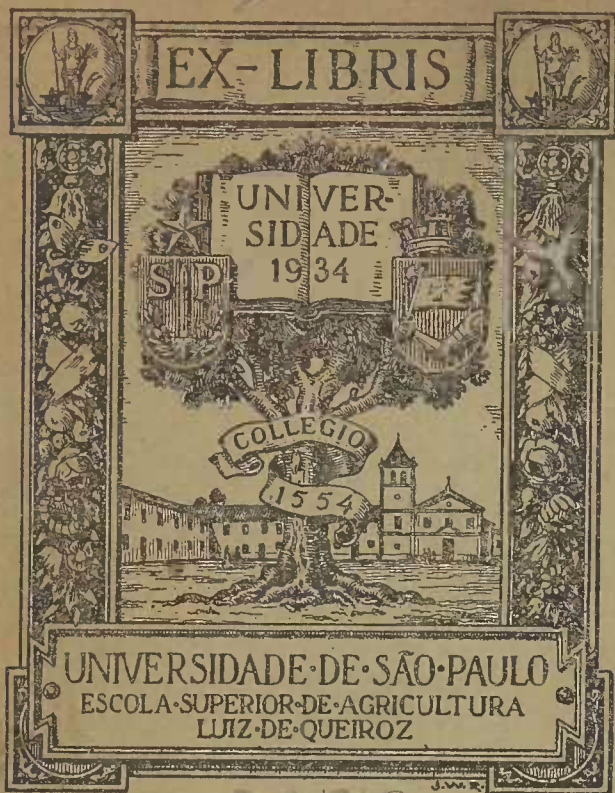 EX-LIBRIS
UNIVER-
SIDADE
1934
S P
COLLEGIO
1554
UNIVERSIDADE·DE·SÃO·PAULO
ESCOLA·SUPERIOR·DE·AGRICULTURA
LUIZ·DE·QUEIROZ
J.W.R.